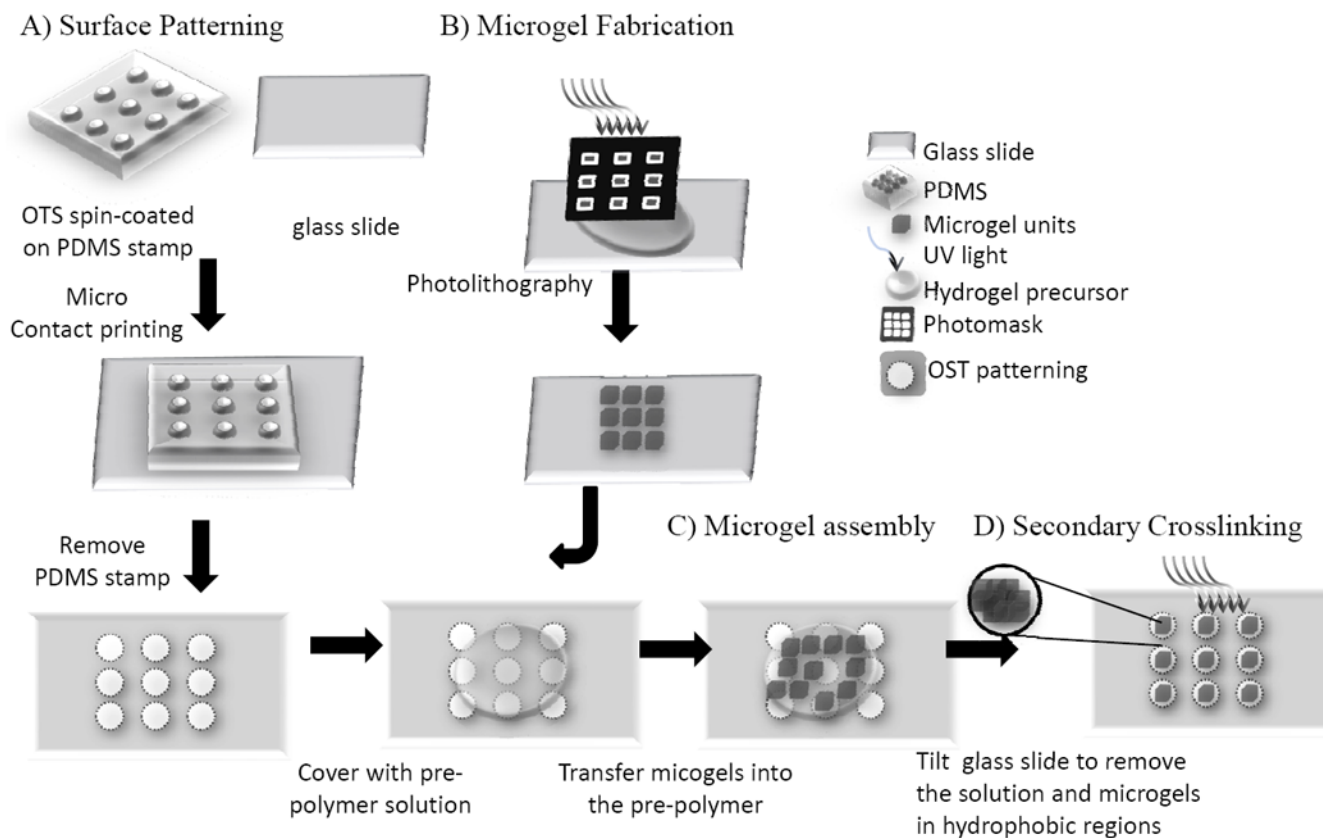 A) Surface Patterning
OTS spin-coated
on PDMS stamp
glass slide
Micro
Contact printing
Remove
PDMS stamp
B) Microgel Fabrication
Photolithography
Glass slide
PDMS
Microgel units
UV light
Hydrogel precursor
Photomask
OST patterning
C) Microgel assembly
D) Secondary Crosslinking
Cover with pre-
polymer solution
Transfer micogels into
the pre-polymer
Tilt glass slide to remove
the solution and microgels
in hydrophobic regions